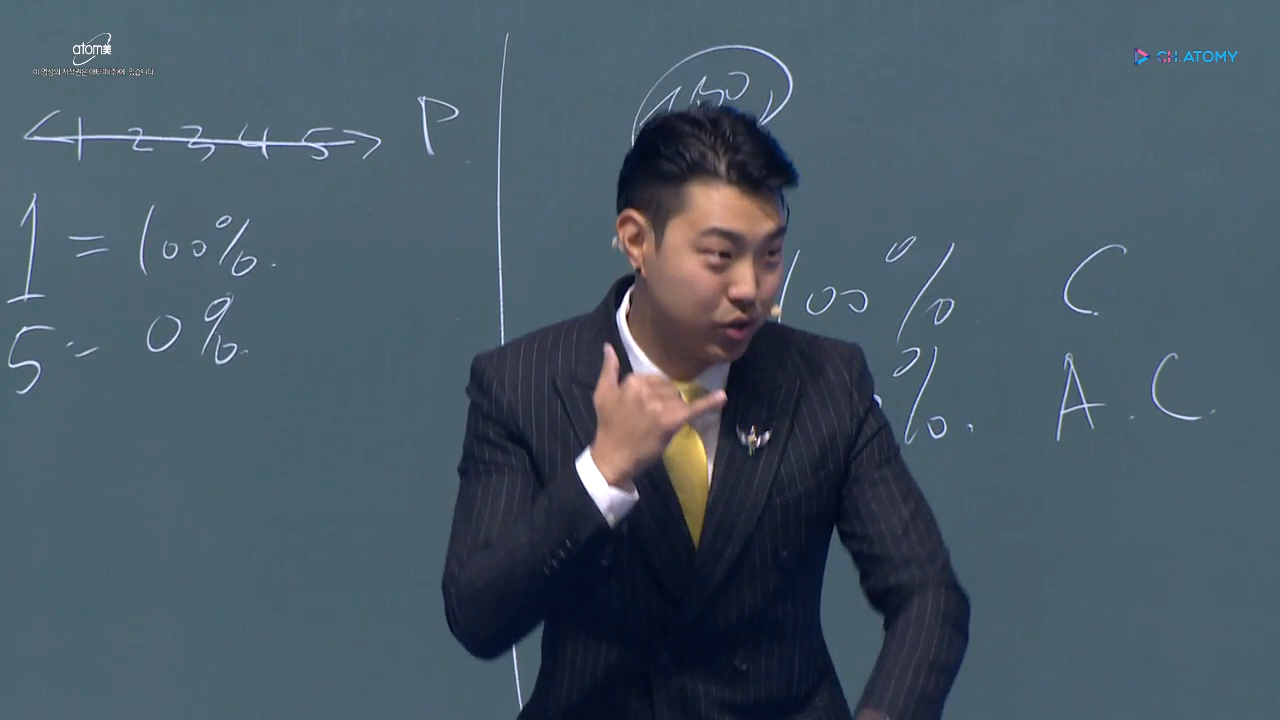 atom美
이 영상의 저작권은 애터미(주)에 있습니다
CH.ATOMY
1 2 3 4 5 P
1 = 100%
5 = 0%
100% C
%. A.C.